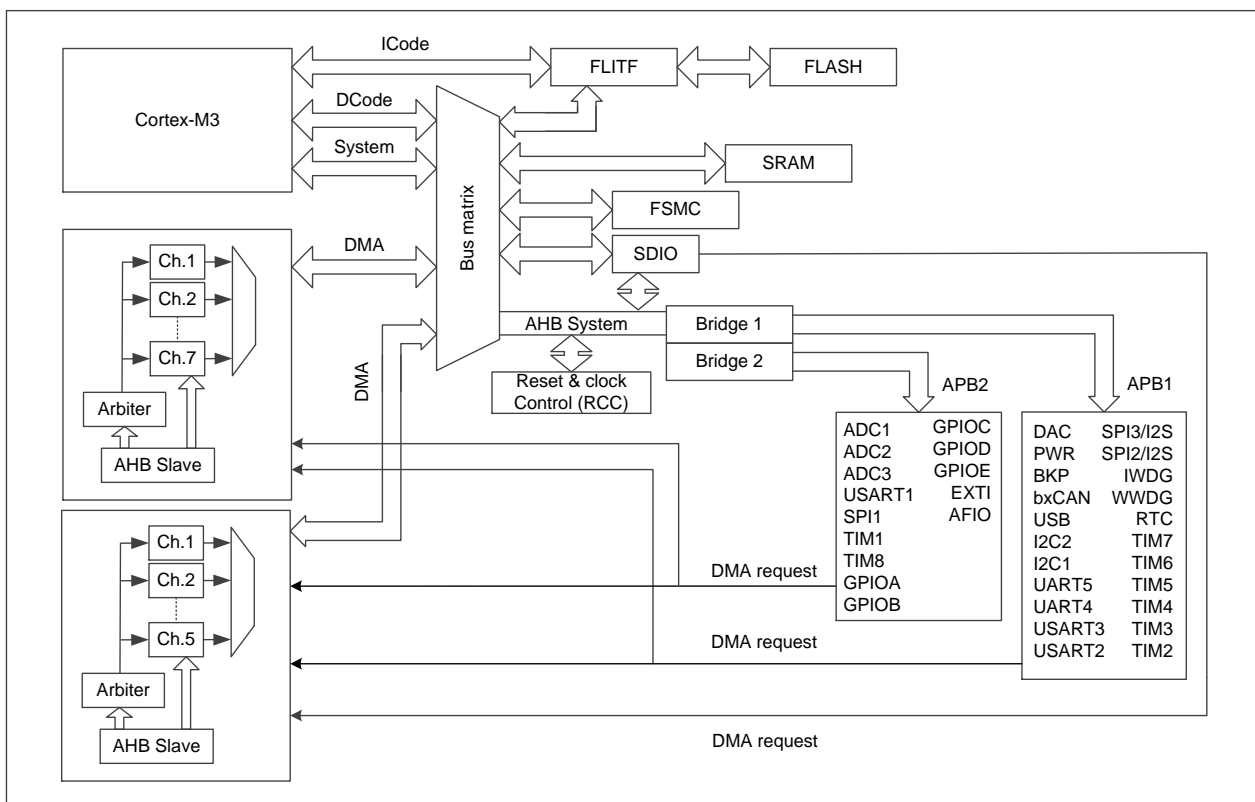 ICode
Cortex-M3
FLITF
FLASH
DCode
System
Bus matrix
SRAM
FSMC
SDIO
DMA
Ch.1
Ch.2
Ch.7
Arbiter
AHB Slave
AHB System
Bridge 1
Bridge 2
Reset & clock
Control (RCC)
DMA
APB2
APB1
ADC1
ADC2
ADC3
USART1
SPI1
TIM1
TIM8
GPIOA
GPIOB
GPIOC
GPIOD
GPIOE
EXTI
AFIO
DAC
PWR
BKP
bxCAN
USB
I2C2
I2C1
UART5
UART4
USART3
USART2
SPI3/I2S
SPI2/I2S
IWDG
WWDG
RTC
TIM7
TIM6
TIM5
TIM4
TIM3
TIM2
Ch.1
Ch.2
Ch.5
Arbiter
AHB Slave
DMA request
DMA request
DMA request